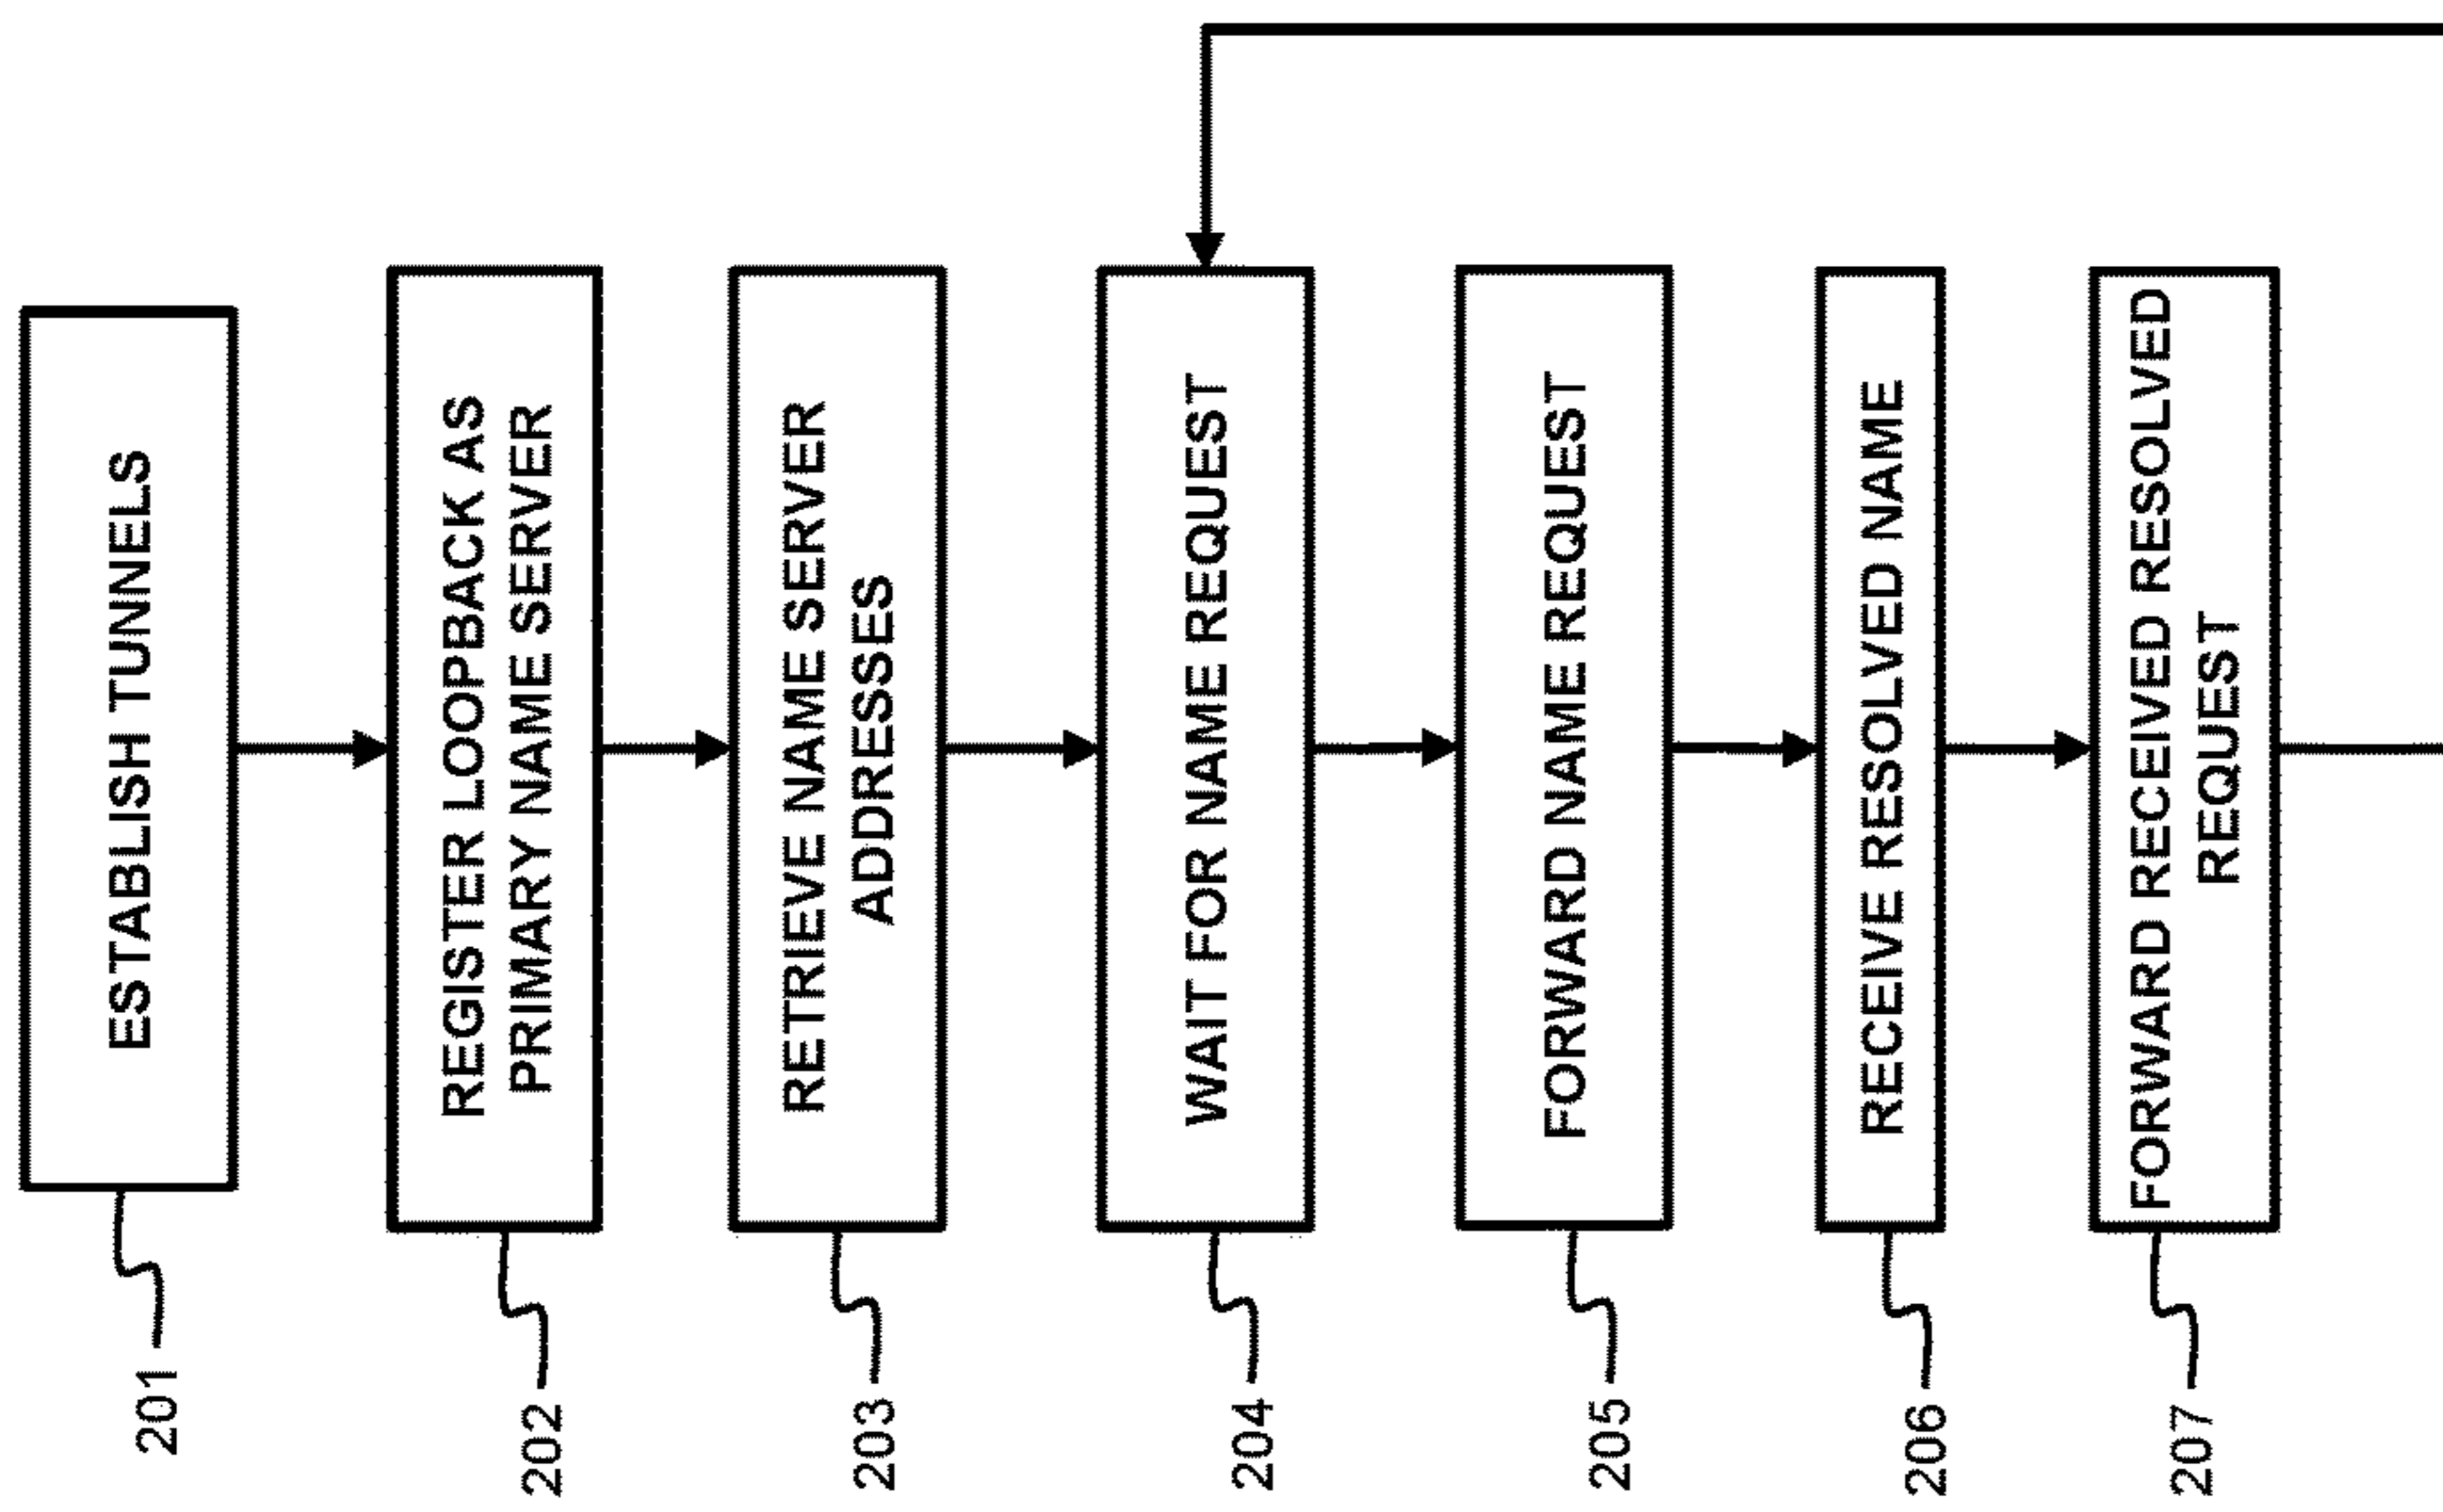 201
ESTABLISH TUNNELS
202
REGISTER LOOPBACK AS
PRIMARY NAME SERVER
203
RETRIEVE NAME SERVER
ADDRESSES
204
WAIT FOR NAME REQUEST
205
FORWARD NAME REQUEST
206
RECEIVE RESOLVED NAME
207
FORWARD RECEIVED RESOLVED
REQUEST